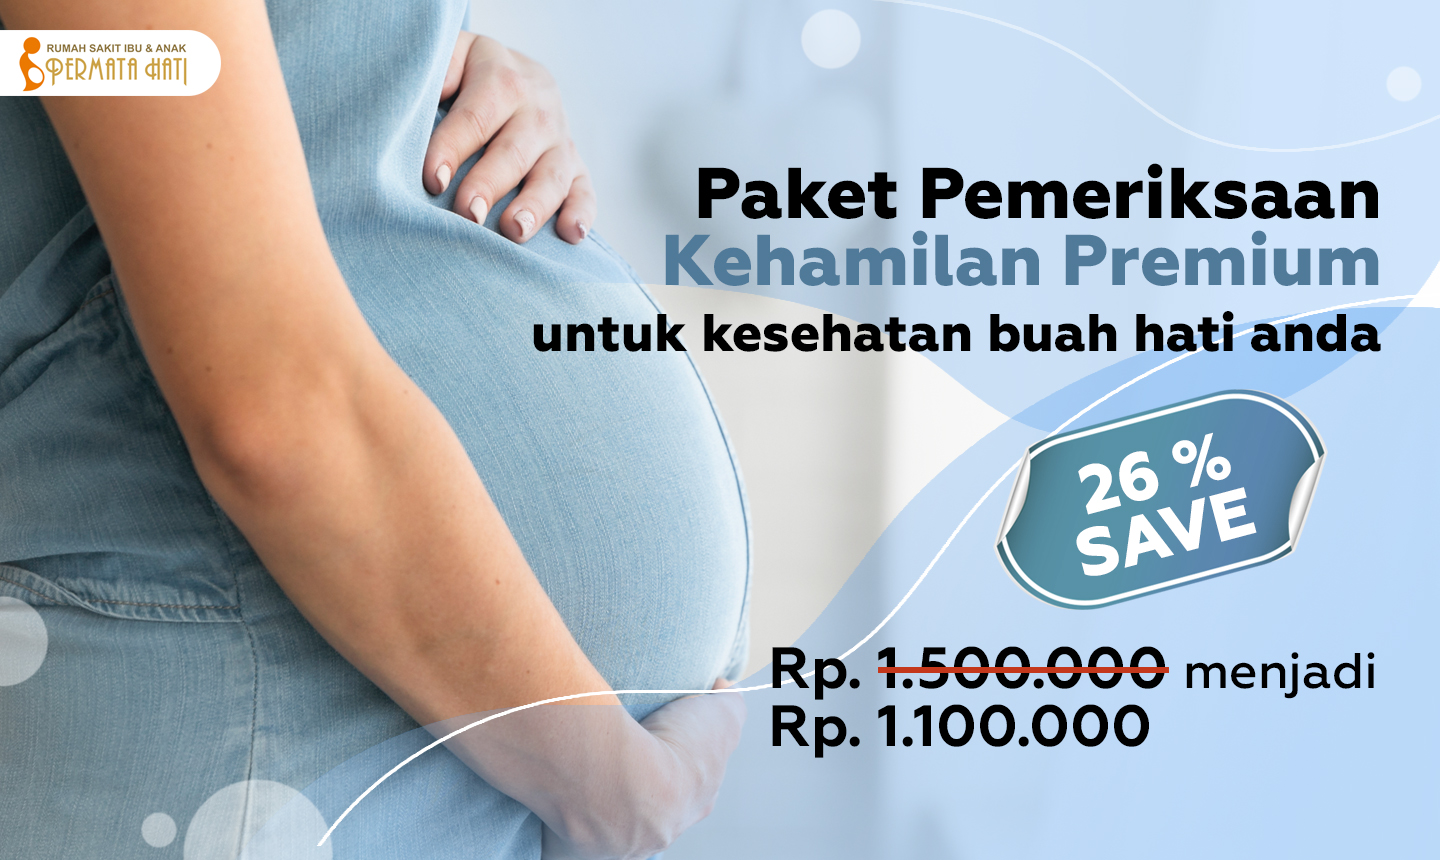 RUMAH SAKIT IBU & ANAK
PERMATA HATI
Paket Pemeriksaan
Kehamilan Premium
untuk kesehatan buah hati anda
26 %
SAVE
Rp. 1.500.000 menjadi
Rp. 1.100.000